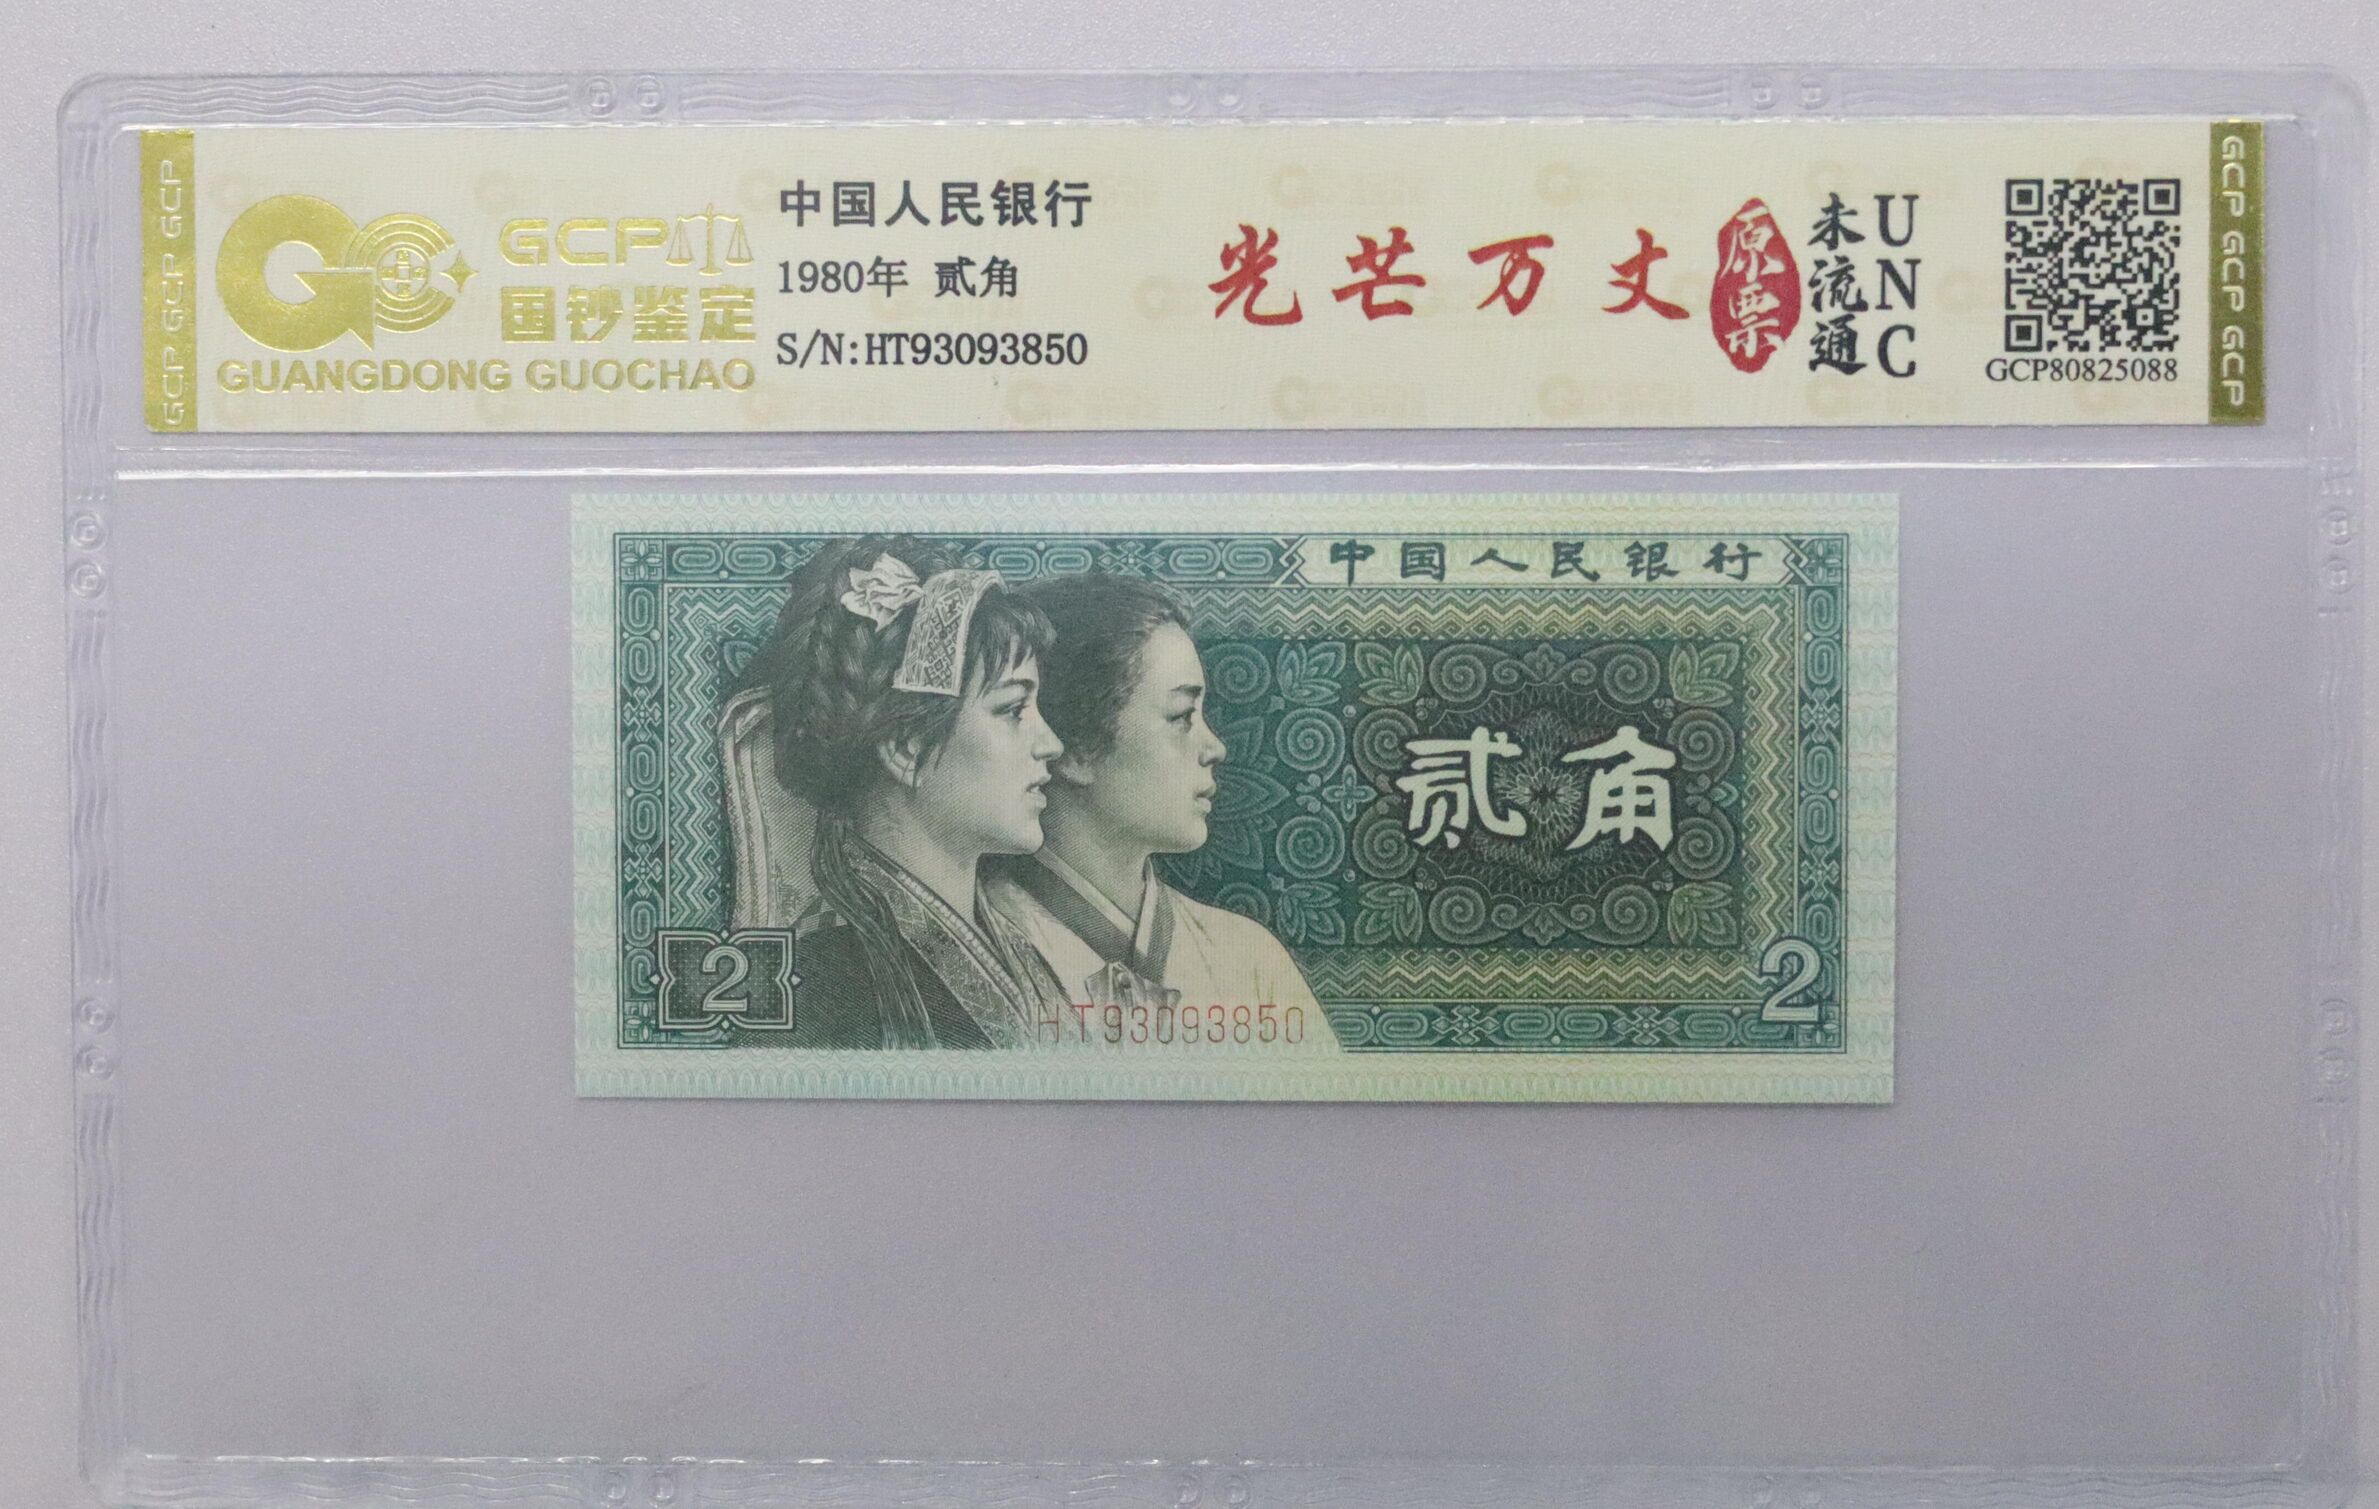 GCP GCP GCP
GCP
国钞鉴定
GUANGDONG GUOCHAO
中国人民银行
1980年 贰角
S/N:HT93093850
光芒万丈
原票
未流通
UNC
GCP80825088
GCP GCP GCP
中国人民银行
贰角
2
2
HT93093850